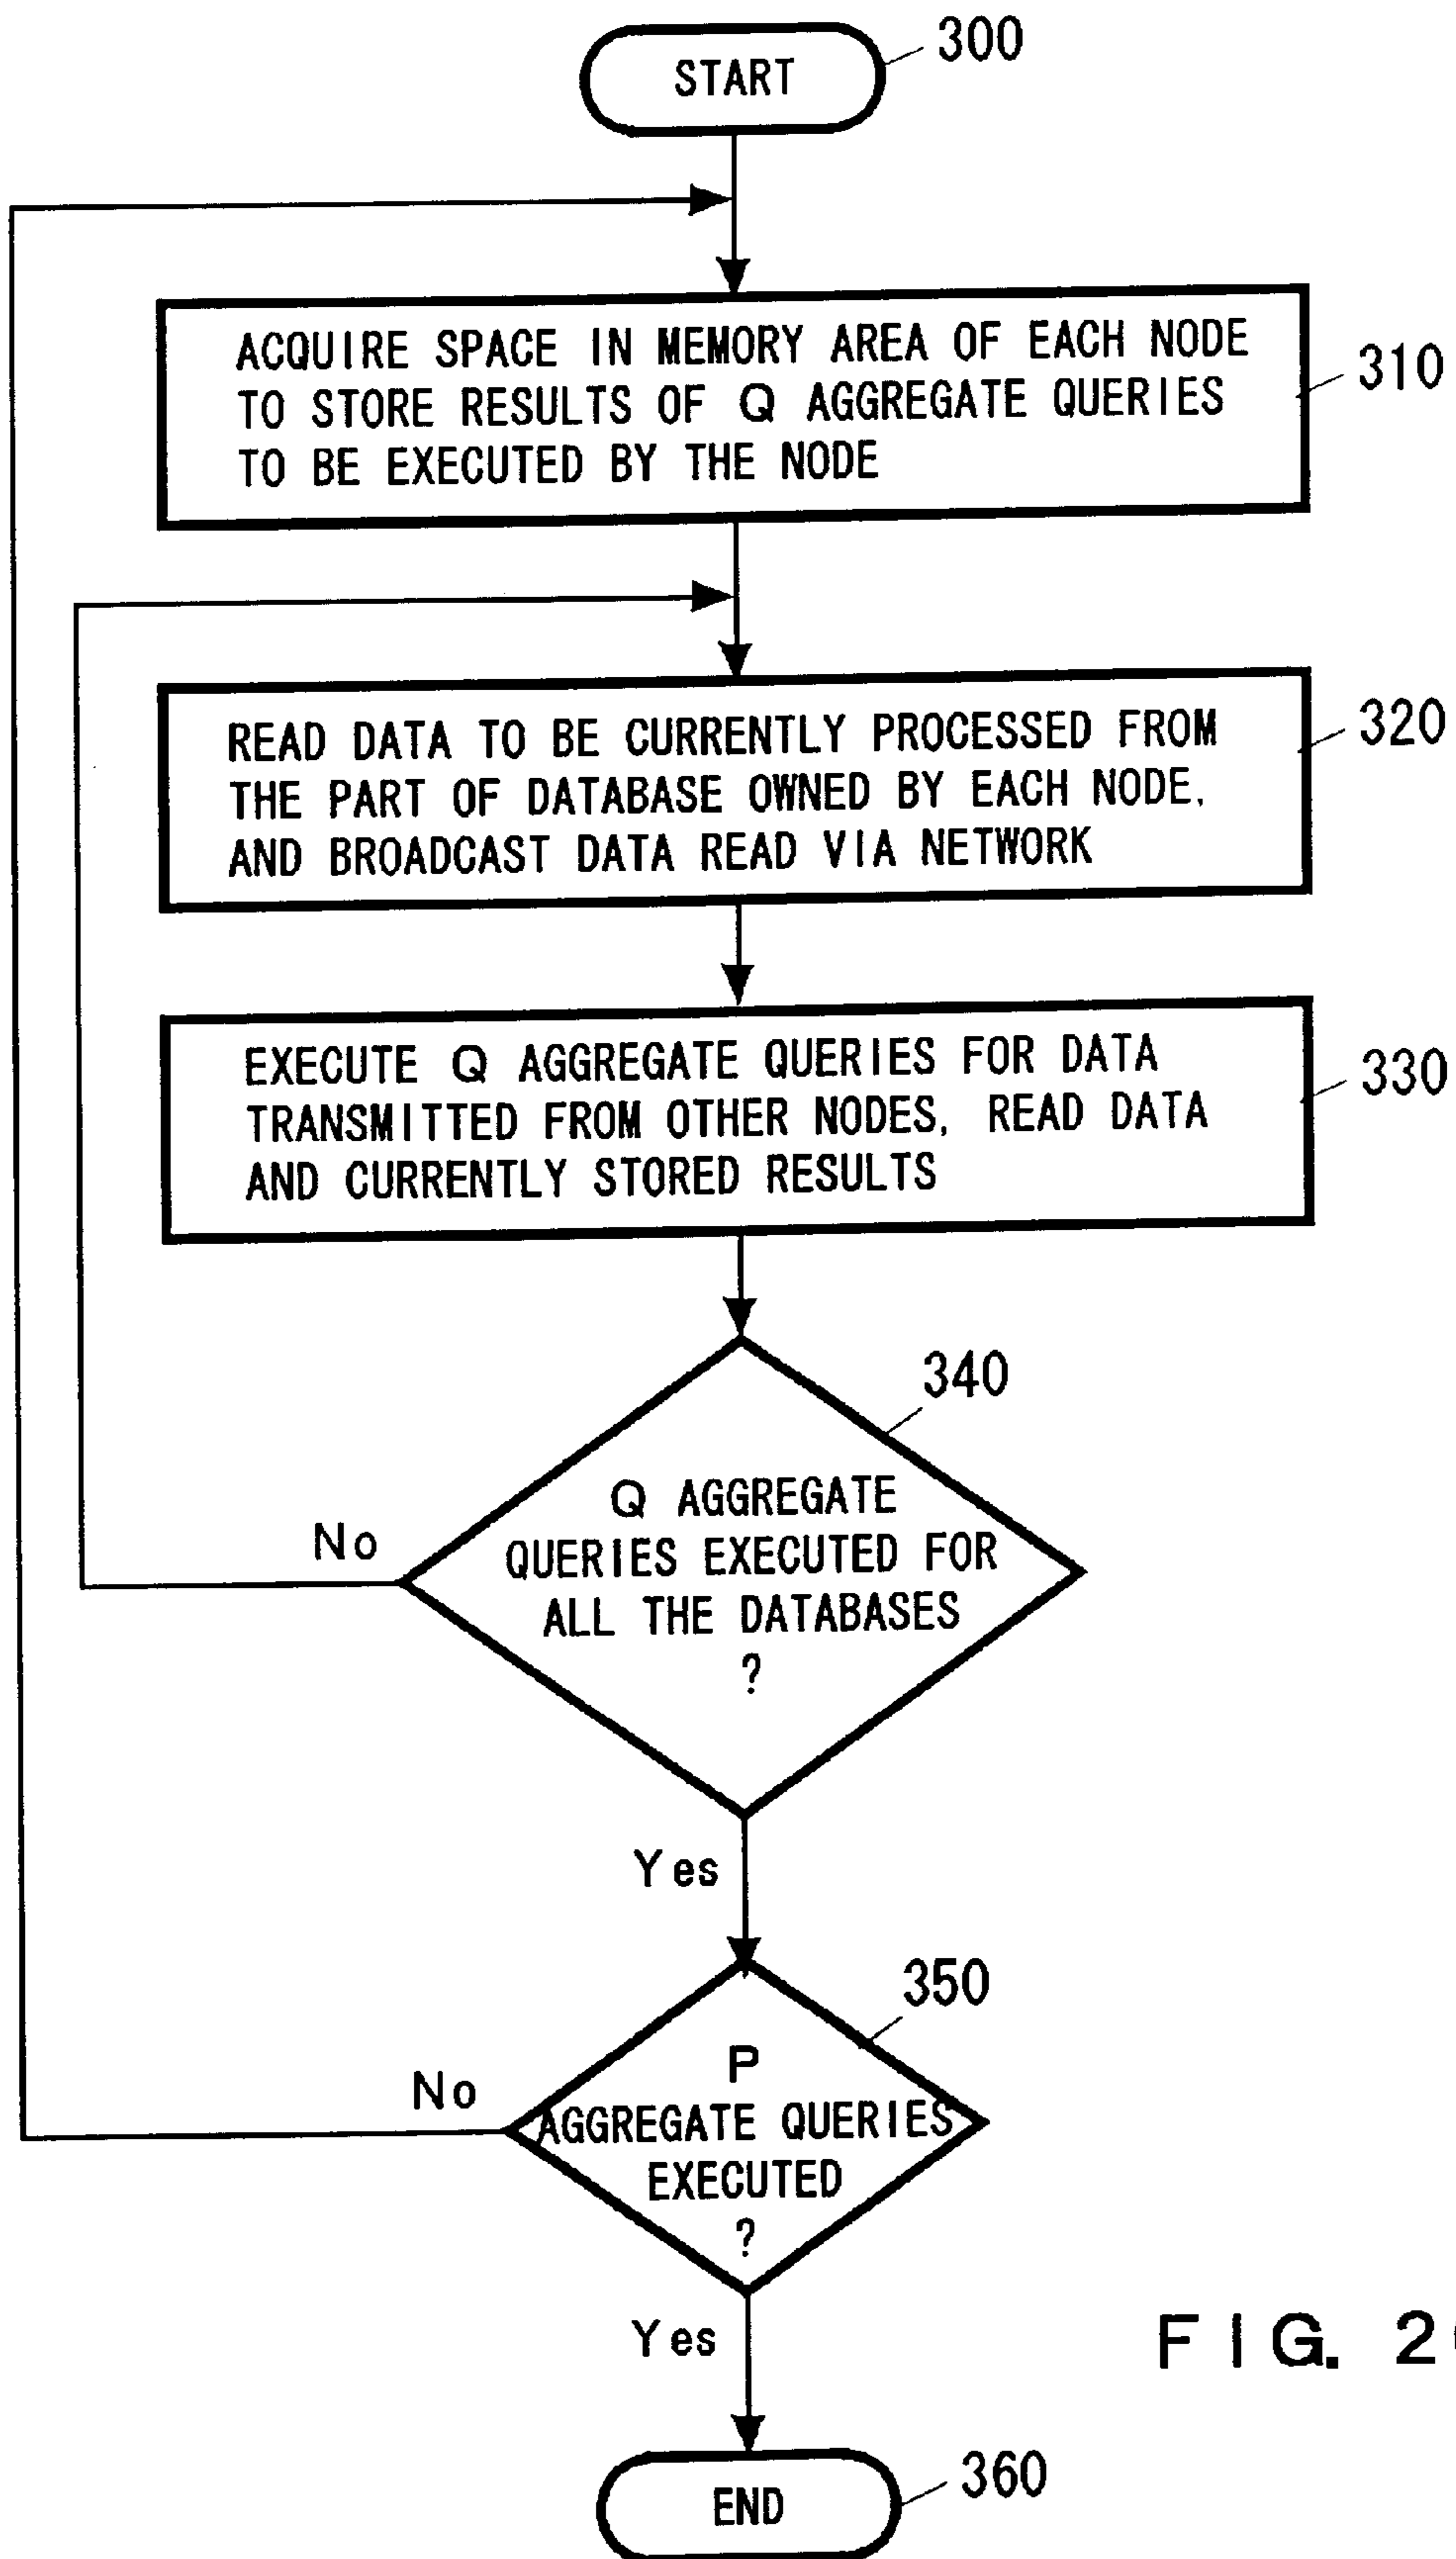 START
300
ACQUIRE SPACE IN MEMORY AREA OF EACH NODE
TO STORE RESULTS OF Q AGGREGATE QUERIES
TO BE EXECUTED BY THE NODE
310
READ DATA TO BE CURRENTLY PROCESSED FROM
THE PART OF DATABASE OWNED BY EACH NODE,
AND BROADCAST DATA READ VIA NETWORK
320
EXECUTE Q AGGREGATE QUERIES FOR DATA
TRANSMITTED FROM OTHER NODES, READ DATA
AND CURRENTLY STORED RESULTS
330
340
Q AGGREGATE
QUERIES EXECUTED FOR
ALL THE DATABASES
?
No
Yes
350
P
AGGREGATE QUERIES
EXECUTED
?
No
Yes
FIG. 2
END
360